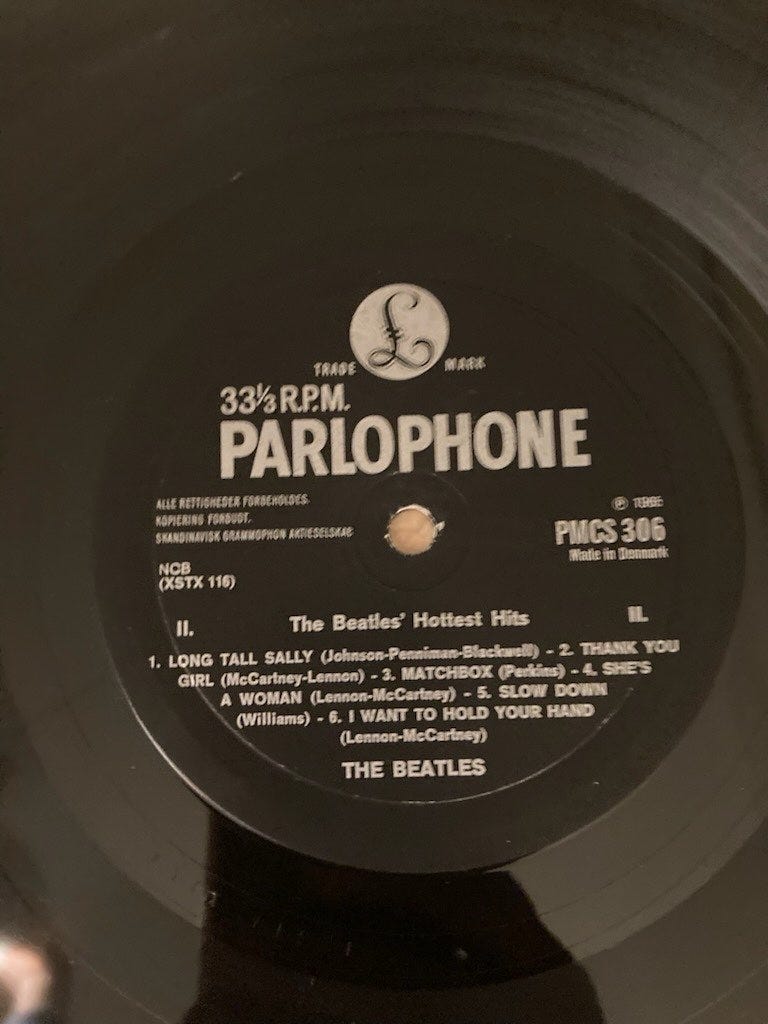 £
TRADE MARK
33⅓ R.P.M.
PARLOPHONE
ALLE RETTIGHEDER FORBEHOLDES.
KOPIERING FORBUDT.
SKANDINAVISK GRAMMOPHON AKTIESELSKAB
℗ 1965
PMCS 306
Made in Denmark
NCB
(XSTX 116)
II. The Beatles' Hottest Hits II.
1. LONG TALL SALLY (Johnson-Penniman-Blackwell) - 2. THANK YOU
GIRL (McCartney-Lennon) - 3. MATCHBOX (Perkins) - 4. SHE'S
A WOMAN (Lennon-McCartney) - 5. SLOW DOWN
(Williams) - 6. I WANT TO HOLD YOUR HAND
(Lennon-McCartney)
THE BEATLES